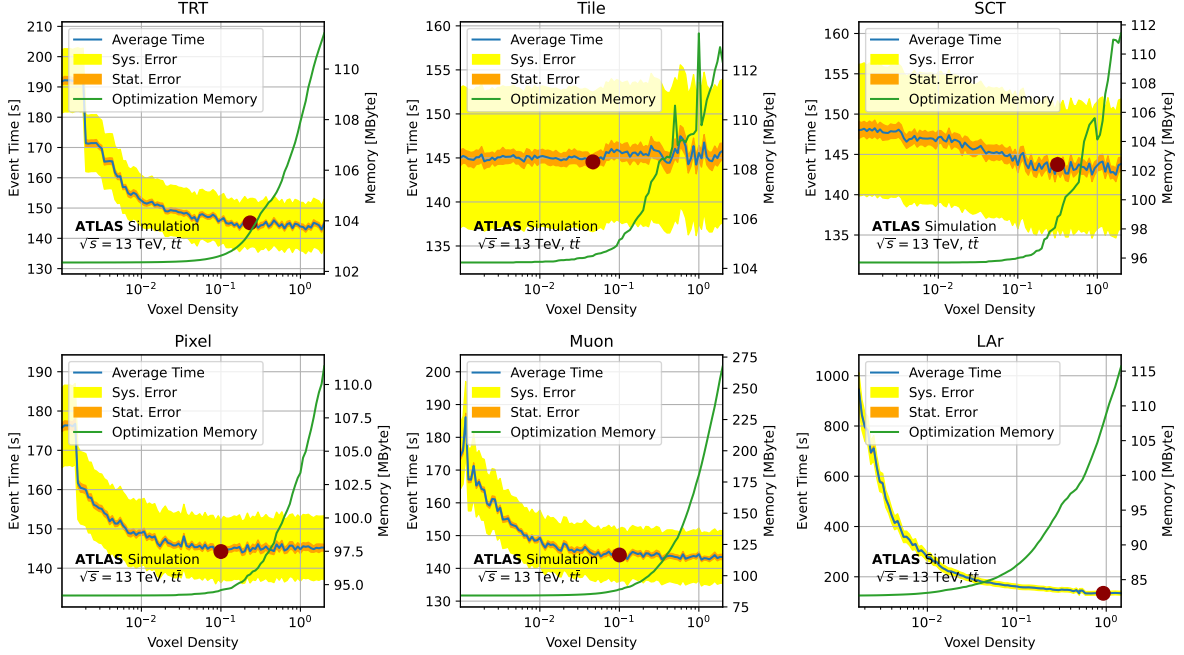 TRT
210
200
190
180
170
160
150
140
130
Event Time [s]
110
108
106
104
102
Memory [MByte]
Average Time
Sys. Error
Stat. Error
Optimization Memory
ATLAS Simulation
√s = 13 TeV, tt̄
10⁻² 10⁻¹ 10⁰
Voxel Density
Tile
160
155
150
145
140
135
Event Time [s]
112
110
108
106
104
Memory [MByte]
Average Time
Sys. Error
Stat. Error
Optimization Memory
ATLAS Simulation
√s = 13 TeV, tt̄
10⁻² 10⁻¹ 10⁰
Voxel Density
SCT
160
155
150
145
140
135
Event Time [s]
112
110
108
106
104
102
100
98
96
Memory [MByte]
Average Time
Sys. Error
Stat. Error
Optimization Memory
ATLAS Simulation
√s = 13 TeV, tt̄
10⁻² 10⁻¹ 10⁰
Voxel Density
Pixel
190
180
170
160
150
140
Event Time [s]
110.0
107.5
105.0
102.5
100.0
97.5
95.0
Memory [MByte]
Average Time
Sys. Error
Stat. Error
Optimization Memory
ATLAS Simulation
√s = 13 TeV, tt̄
10⁻² 10⁻¹ 10⁰
Voxel Density
Muon
200
190
180
170
160
150
140
130
Event Time [s]
275
250
225
200
175
150
125
100
75
Memory [MByte]
Average Time
Sys. Error
Stat. Error
Optimization Memory
ATLAS Simulation
√s = 13 TeV, tt̄
10⁻² 10⁻¹ 10⁰
Voxel Density
LAr
1000
800
600
400
200
Event Time [s]
115
110
105
100
95
90
85
Memory [MByte]
Average Time
Sys. Error
Stat. Error
Optimization Memory
ATLAS Simulation
√s = 13 TeV, tt̄
10⁻² 10⁻¹ 10⁰
Voxel Density